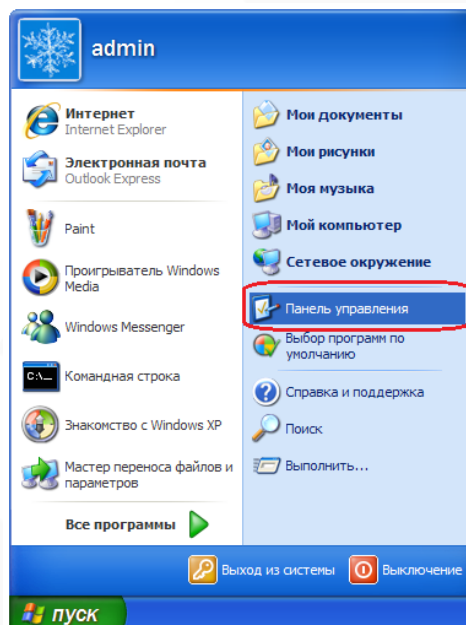 admin
Интернет
Internet Explorer
Электронная почта
Outlook Express
Paint
Проигрыватель Windows
Media
Windows Messenger
C:\_
Командная строка
Знакомство с Windows XP
Мастер переноса файлов и
параметров
Все программы
Мои документы
Мои рисунки
Моя музыка
Мой компьютер
Сетевое окружение
Панель управления
Выбор программ по
умолчанию
Справка и поддержка
Поиск
Выполнить...
Выход из системы
Выключение
пуск